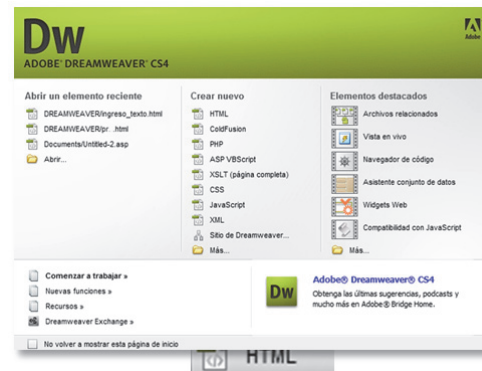 Dw
Adobe
ADOBE® DREAMWEAVER® CS4
Abrir un elemento reciente
DREAMWEAVER/ingreso_texto.html
DREAMWEAVER/pr...html
Documents/Untitled-2.asp
Abrir...
Crear nuevo
HTML
ColdFusion
PHP
ASP VBScript
XSLT (página completa)
CSS
JavaScript
XML
Sitio de Dreamweaver...
Más...
Elementos destacados
Archivos relacionados
Vista en vivo
Navegador de código
Asistente conjunto de datos
Widgets Web
Compatibilidad con JavaScript
Más...
Comenzar a trabajar »
Nuevas funciones »
Recursos »
Dreamweaver Exchange »
Dw
Adobe® Dreamweaver® CS4
Obtenga las últimas sugerencias, podcasts y
mucho más en Adobe® Bridge Home.
No volver a mostrar esta página de inicio
HTML